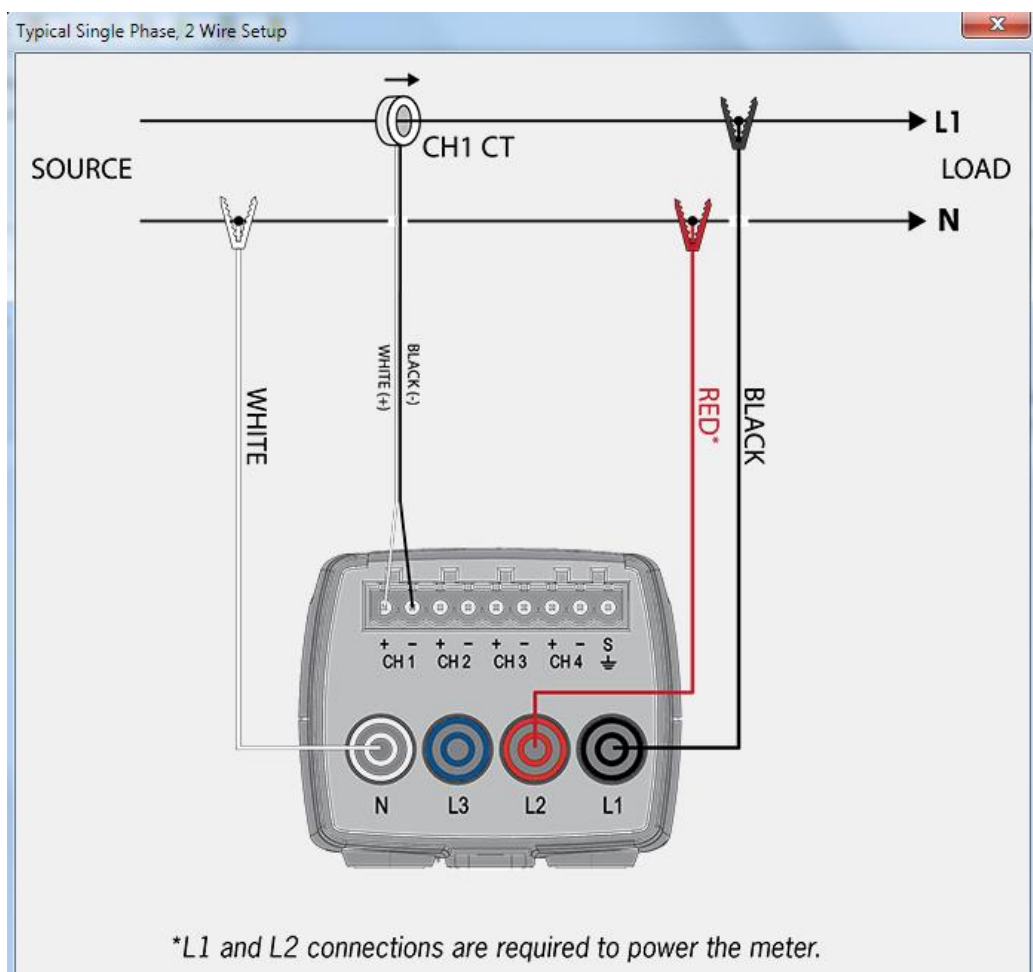 Typical Single Phase, 2 Wire Setup
x
L1
CH1 CT
SOURCE
LOAD
N
WHITE (+)
BLACK (-)
WHITE
RED*
BLACK
+ - + - + - + - S
CH 1 CH 2 CH 3 CH 4
N L3 L2 L1
*L1 and L2 connections are required to power the meter.